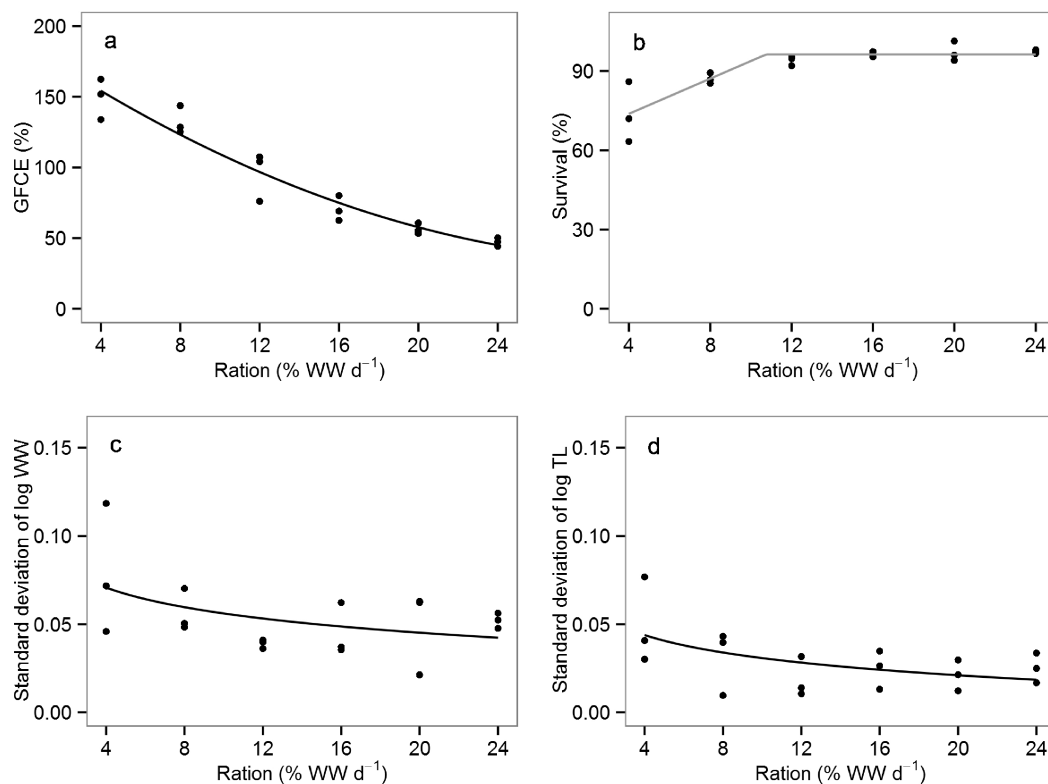 a
GFCE (%)
200
150
100
50
0
4 8 12 16 20 24
Ration (% WW d⁻¹)
b
Survival (%)
90
60
30
0
4 8 12 16 20 24
Ration (% WW d⁻¹)
c
Standard deviation of log WW
0.15
0.10
0.05
0.00
4 8 12 16 20 24
Ration (% WW d⁻¹)
d
Standard deviation of log TL
0.15
0.10
0.05
0.00
4 8 12 16 20 24
Ration (% WW d⁻¹)